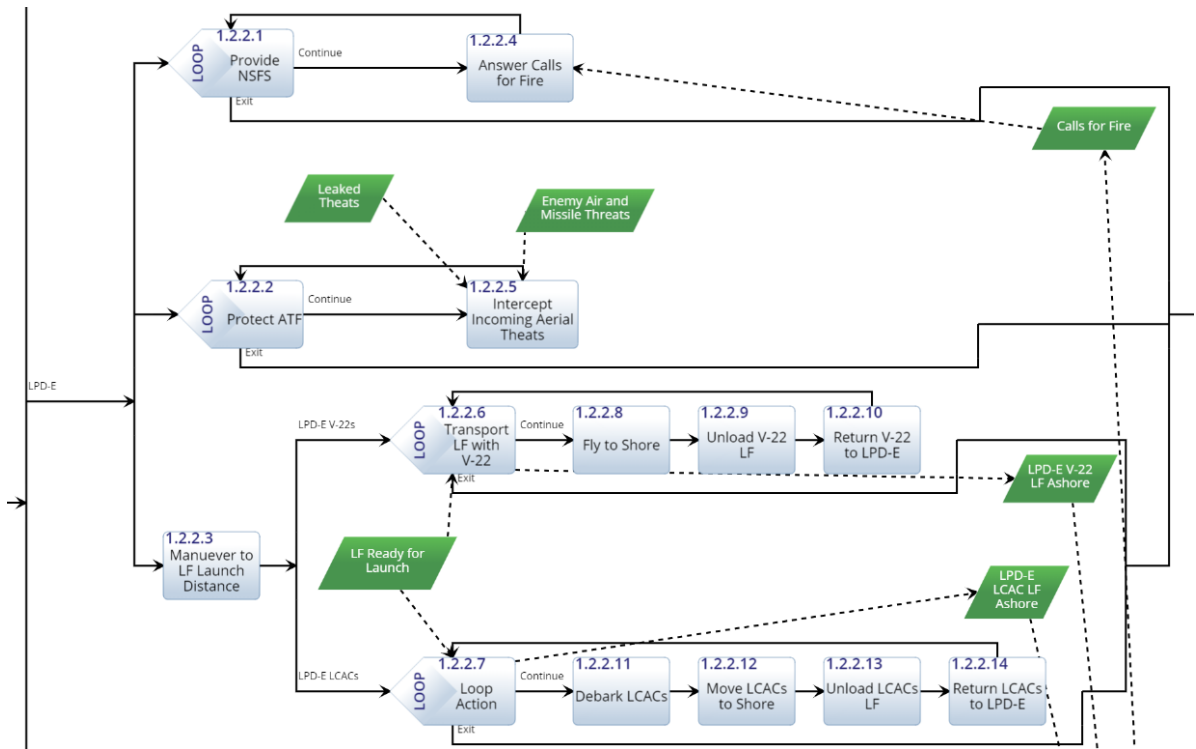 1.2.2.1
LOOP
Provide
NSFS
Continue
Exit
1.2.2.4
Answer Calls
for Fire
Calls for Fire
Leaked
Theats
Enemy Air and
Missile Threats
1.2.2.2
LOOP
Protect ATF
Continue
Exit
1.2.2.5
Intercept
Incoming Aerial
Theats
LPD-E
LPD-E V-22s
1.2.2.6
LOOP
Transport
LF with
V-22
Continue
Exit
1.2.2.8
Fly to Shore
1.2.2.9
Unload V-22
LF
1.2.2.10
Return V-22
to LPD-E
LPD-E V-22
LF Ashore
1.2.2.3
Manuever to
LF Launch
Distance
LF Ready for
Launch
LPD-E
LCAC LF
Ashore
LPD-E LCACs
1.2.2.7
LOOP
Loop
Action
Continue
Exit
1.2.2.11
Debark LCACs
1.2.2.12
Move LCACs
to Shore
1.2.2.13
Unload LCACs
LF
1.2.2.14
Return LCACs
to LPD-E